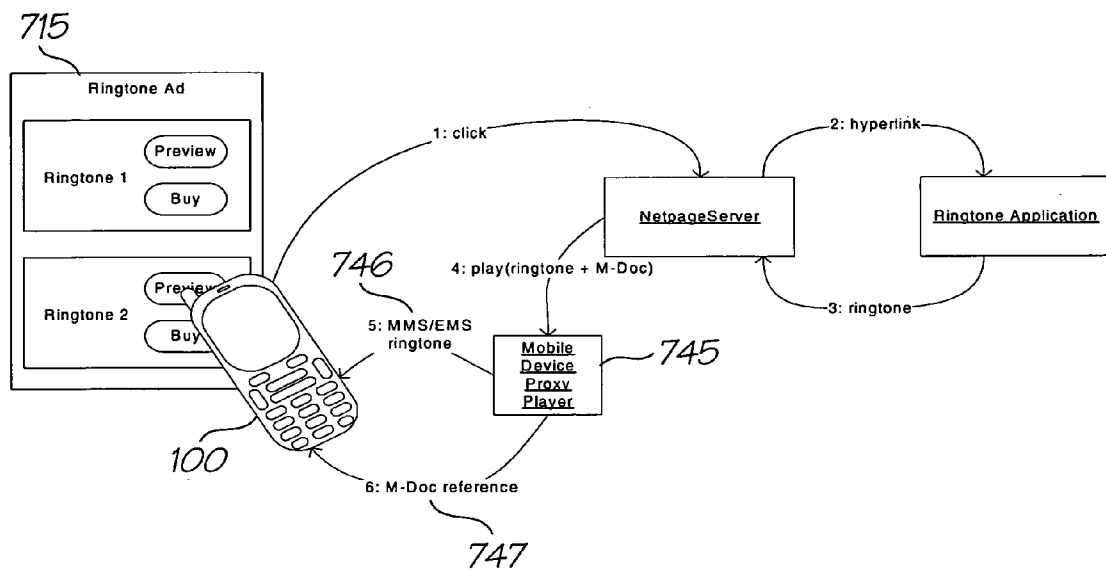 715
Ringtone Ad
Ringtone 1
Preview
Buy
Ringtone 2
Preview
Buy
100
1: click
2: hyperlink
NetpageServer
Ringtone Application
3: ringtone
4: play(ringtone + M-Doc)
746
5: MMS/EMS
ringtone
Mobile
Device
Proxy
Player
745
6: M-Doc reference
747